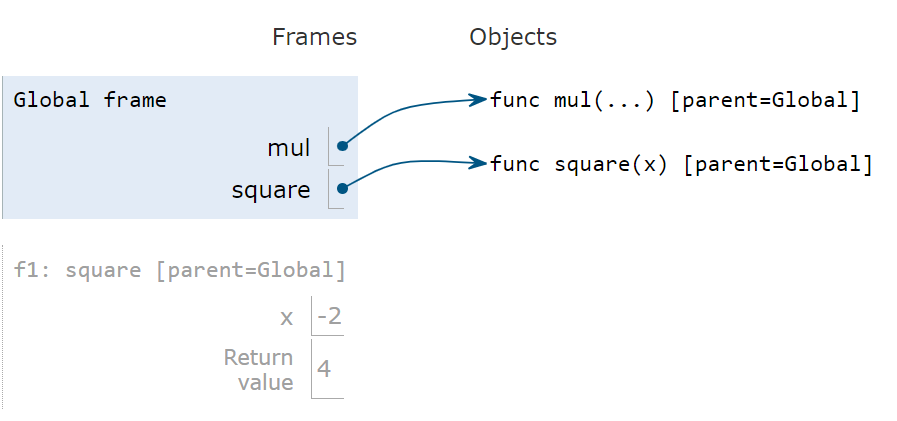 Frames Objects
Global frame
func mul(...) [parent=Global]
mul
func square(x) [parent=Global]
square
f1: square [parent=Global]
x -2
Return
value 4